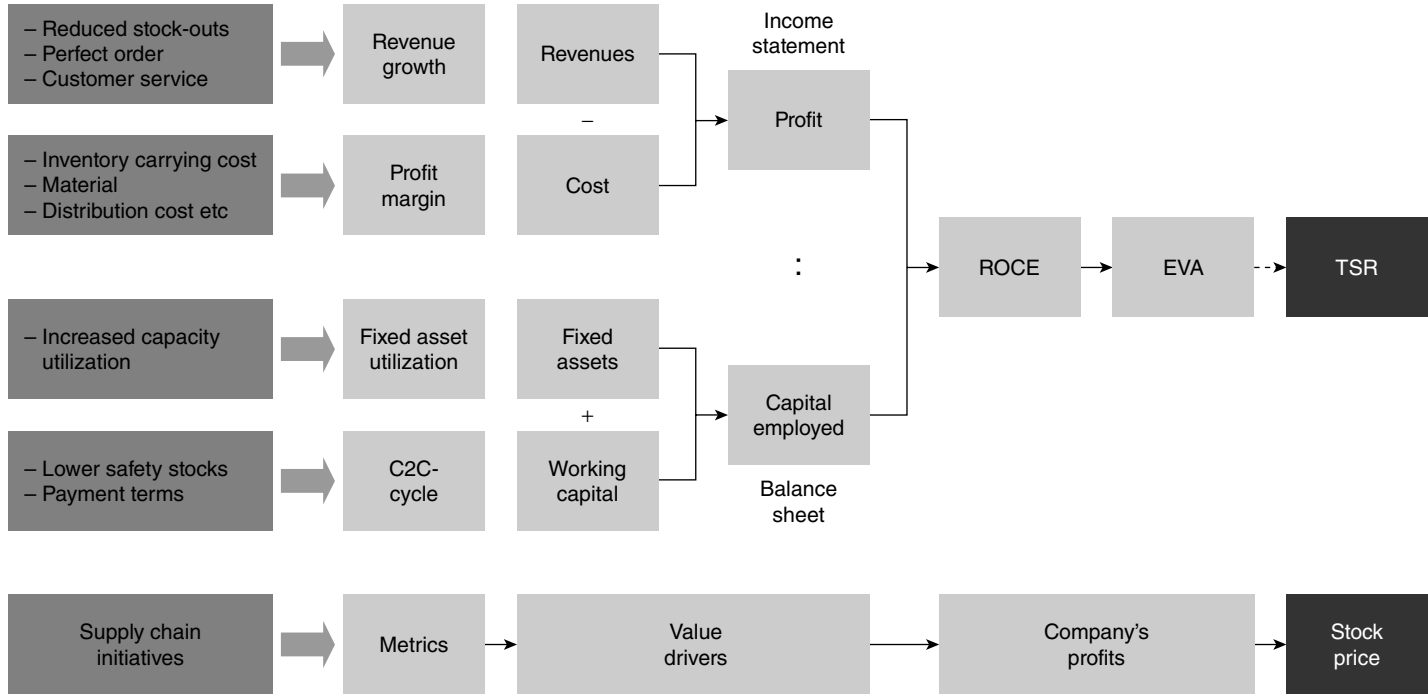 – Reduced stock-outs
– Perfect order
– Customer service
Revenue
growth
Revenues
Income
statement
–
Profit
– Inventory carrying cost
– Material
– Distribution cost etc
Profit
margin
Cost
:
ROCE
EVA
TSR
– Increased capacity
utilization
Fixed asset
utilization
Fixed
assets
+
Capital
employed
– Lower safety stocks
– Payment terms
C2C-
cycle
Working
capital
Balance
sheet
Supply chain
initiatives
Metrics
Value
drivers
Company’s
profits
Stock
price